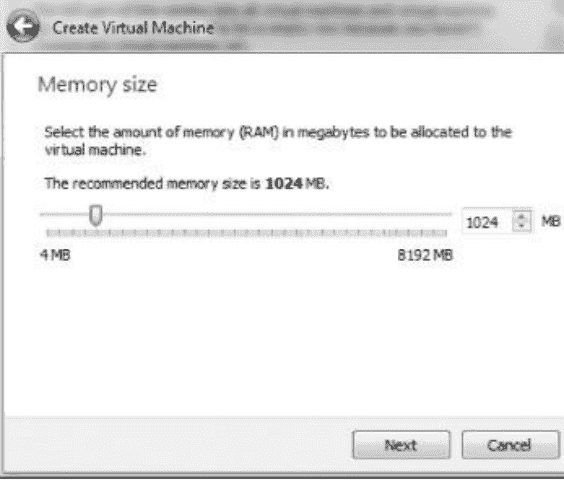 Create Virtual Machine
Memory size
Select the amount of memory (RAM) in megabytes to be allocated to the
virtual machine.
The recommended memory size is 1024 MB.
1024 MB
4 MB 8192 MB
Next Cancel